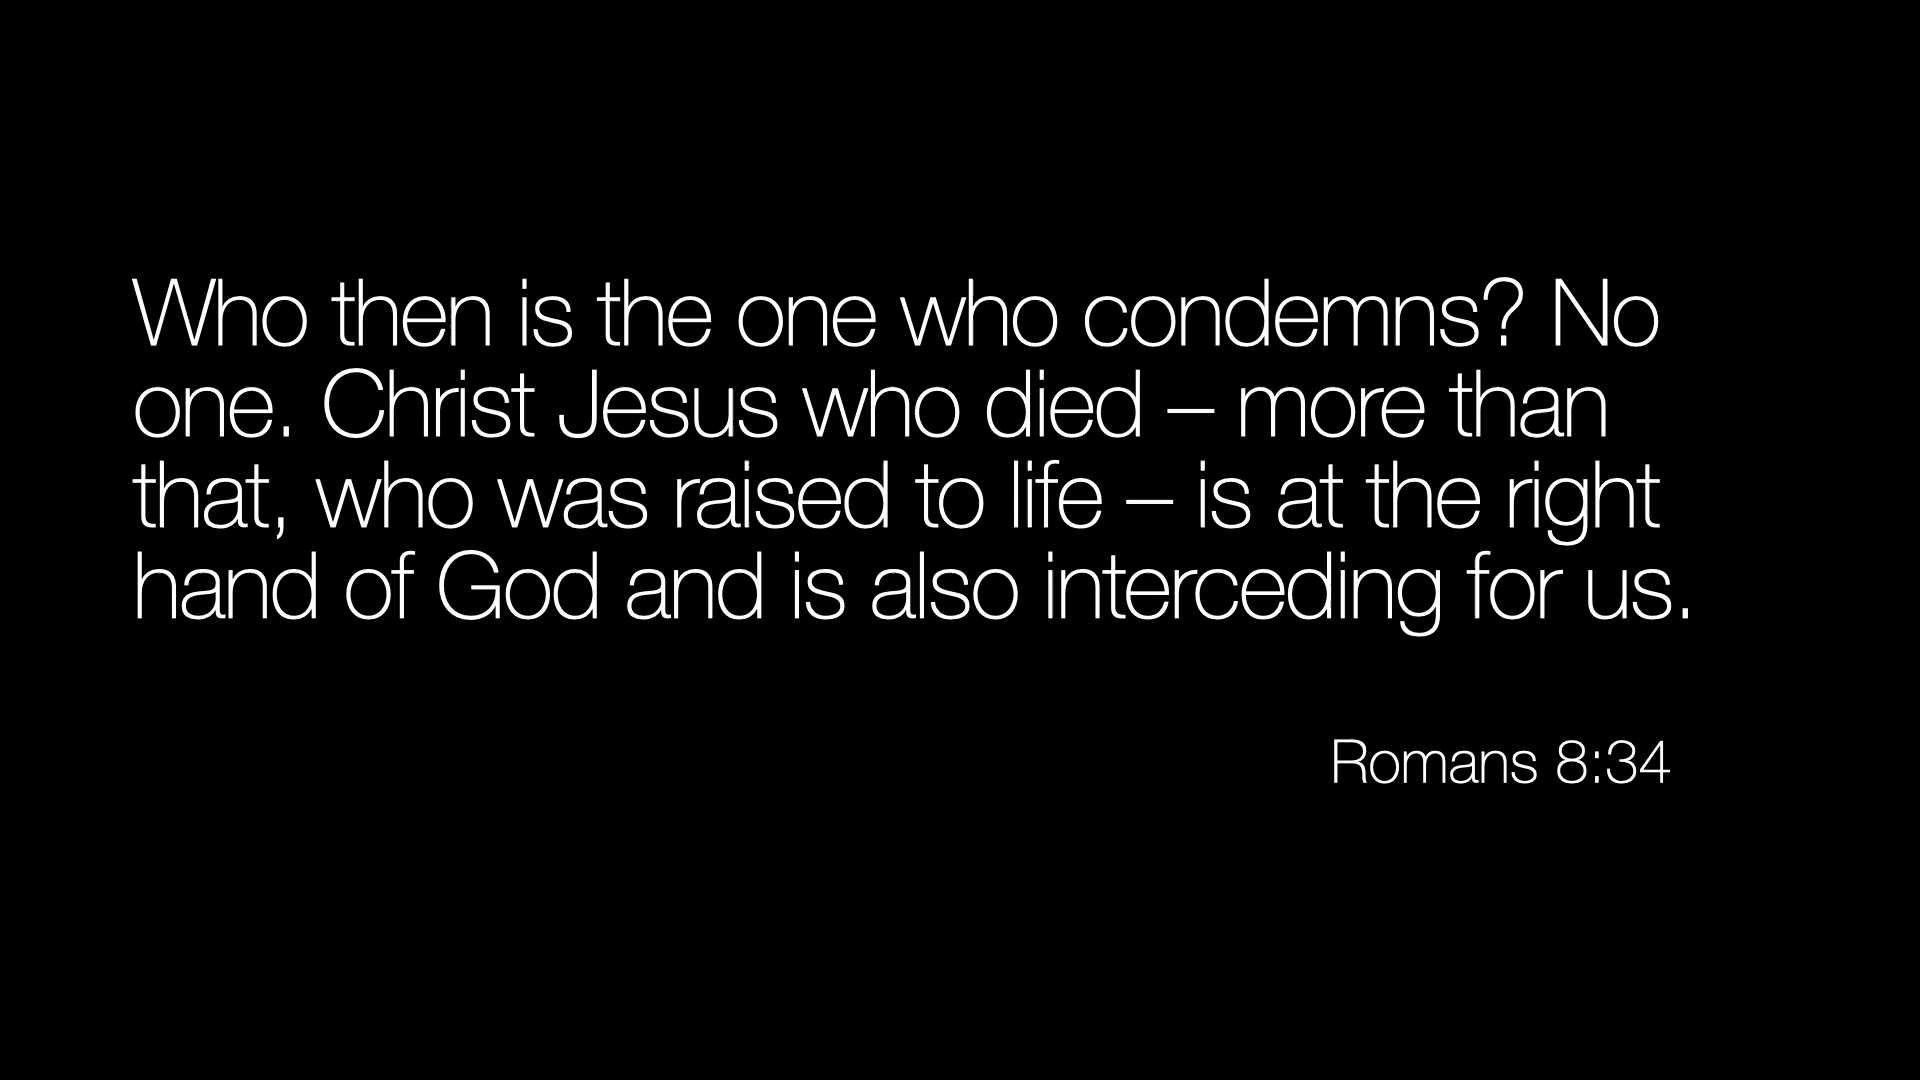 Who then is the one who condemns? No
one. Christ Jesus who died – more than
that, who was raised to life – is at the right
hand of God and is also interceding for us.
Romans 8:34